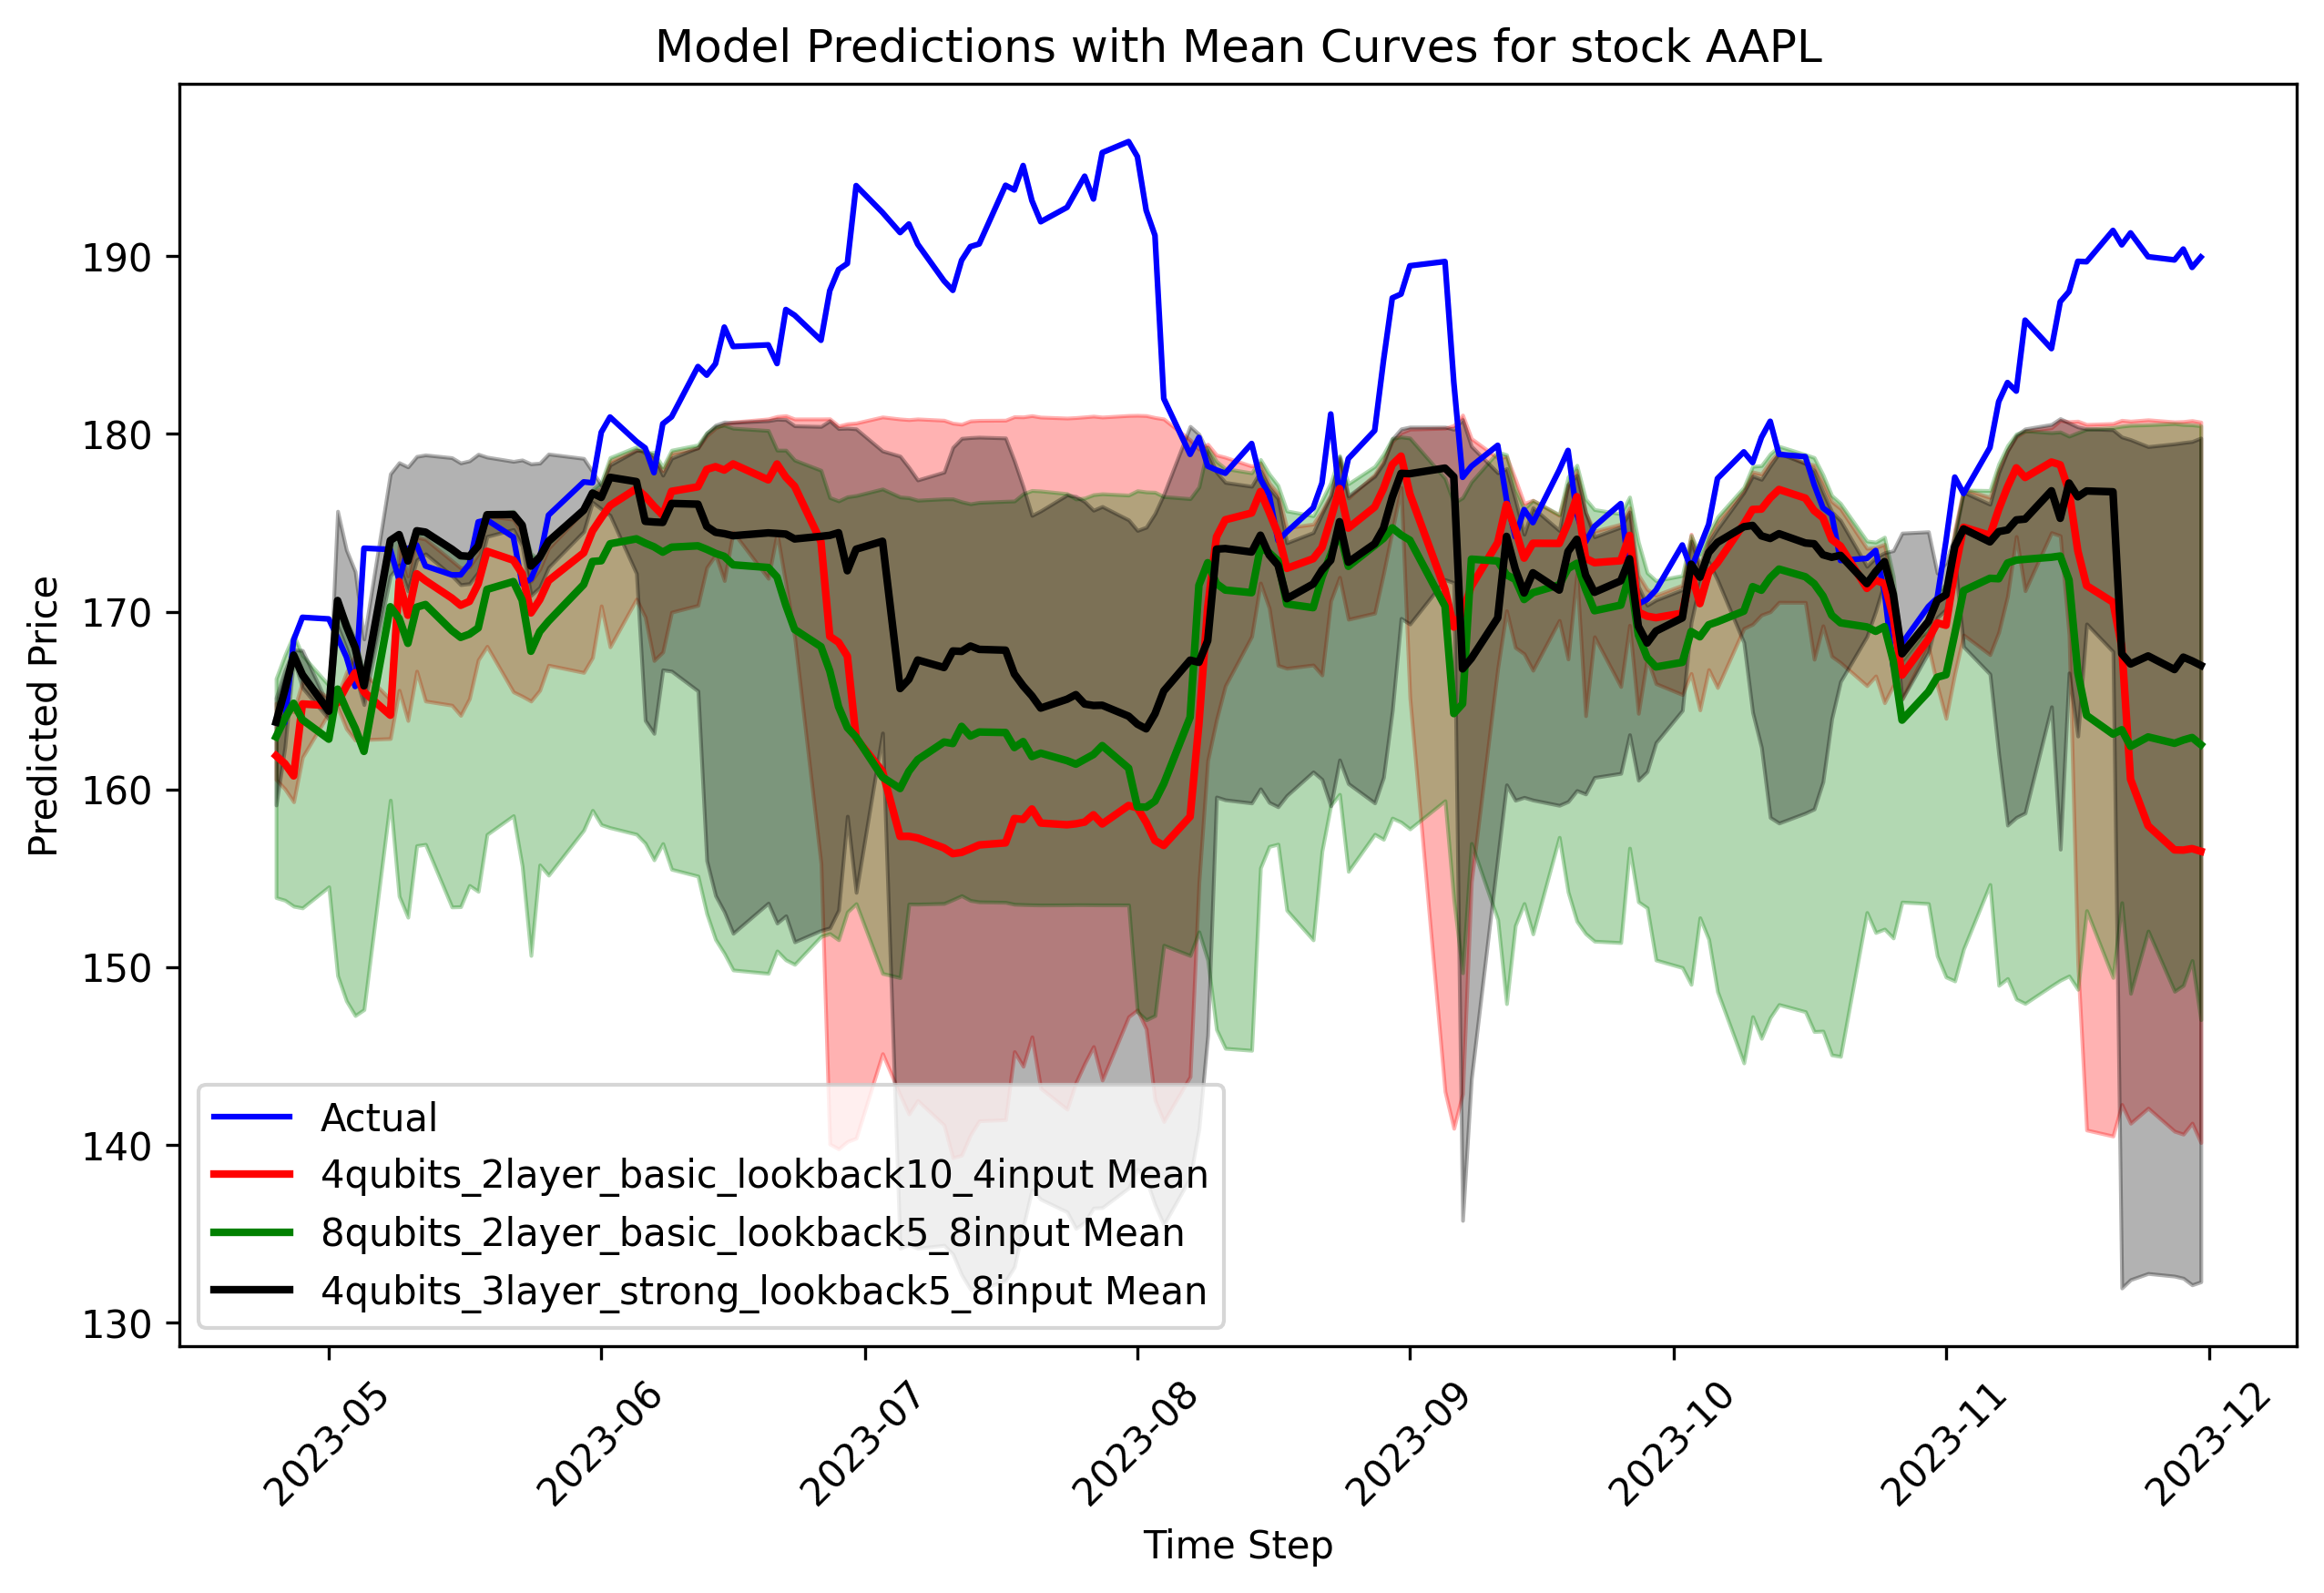 Model Predictions with Mean Curves for stock AAPL
Predicted Price
190
180
170
160
150
140
130
Actual
4qubits_2layer_basic_lookback10_4input Mean
8qubits_2layer_basic_lookback5_8input Mean
4qubits_3layer_strong_lookback5_8input Mean
2023-05
2023-06
2023-07
2023-08
2023-09
2023-10
2023-11
2023-12
Time Step